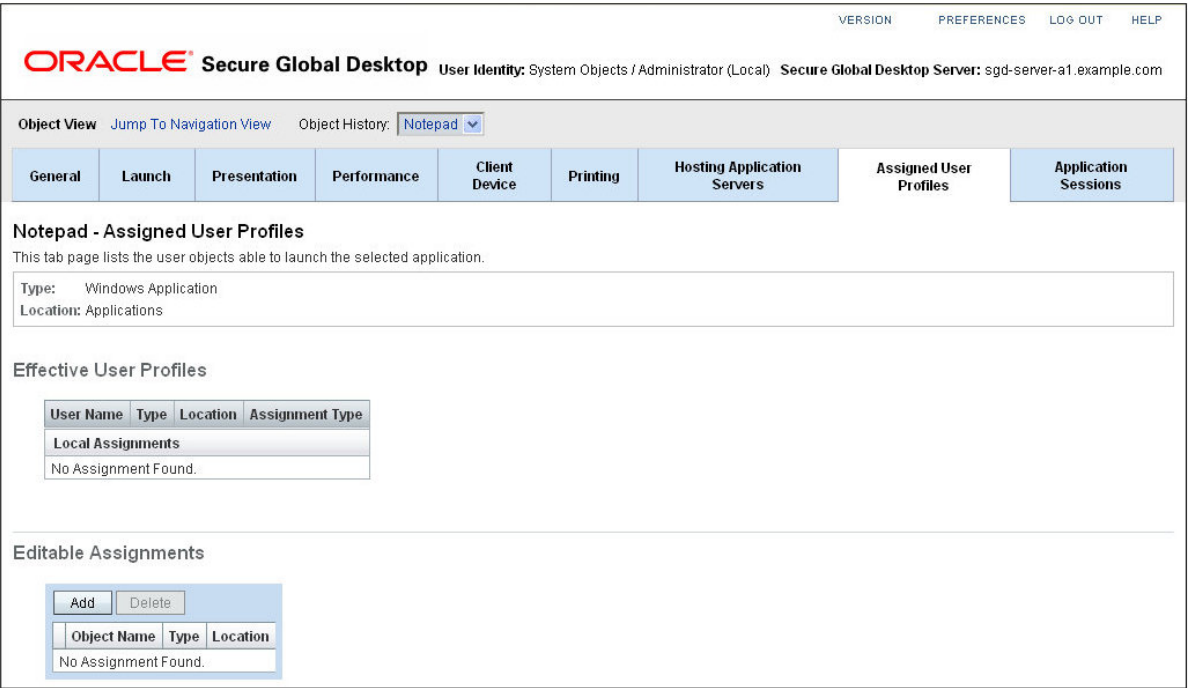 VERSION PREFERENCES LOG OUT HELP
ORACLE® Secure Global Desktop User Identity: System Objects / Administrator (Local) Secure Global Desktop Server: sgd-server-a1.example.com
Object View Jump To Navigation View Object History: Notepad
General Launch Presentation Performance Client Device Printing Hosting Application Servers Assigned User Profiles Application Sessions
Notepad - Assigned User Profiles
This tab page lists the user objects able to launch the selected application.
Type: Windows Application
Location: Applications
Effective User Profiles
User Name Type Location Assignment Type
Local Assignments
No Assignment Found.
Editable Assignments
Add Delete
Object Name Type Location
No Assignment Found.